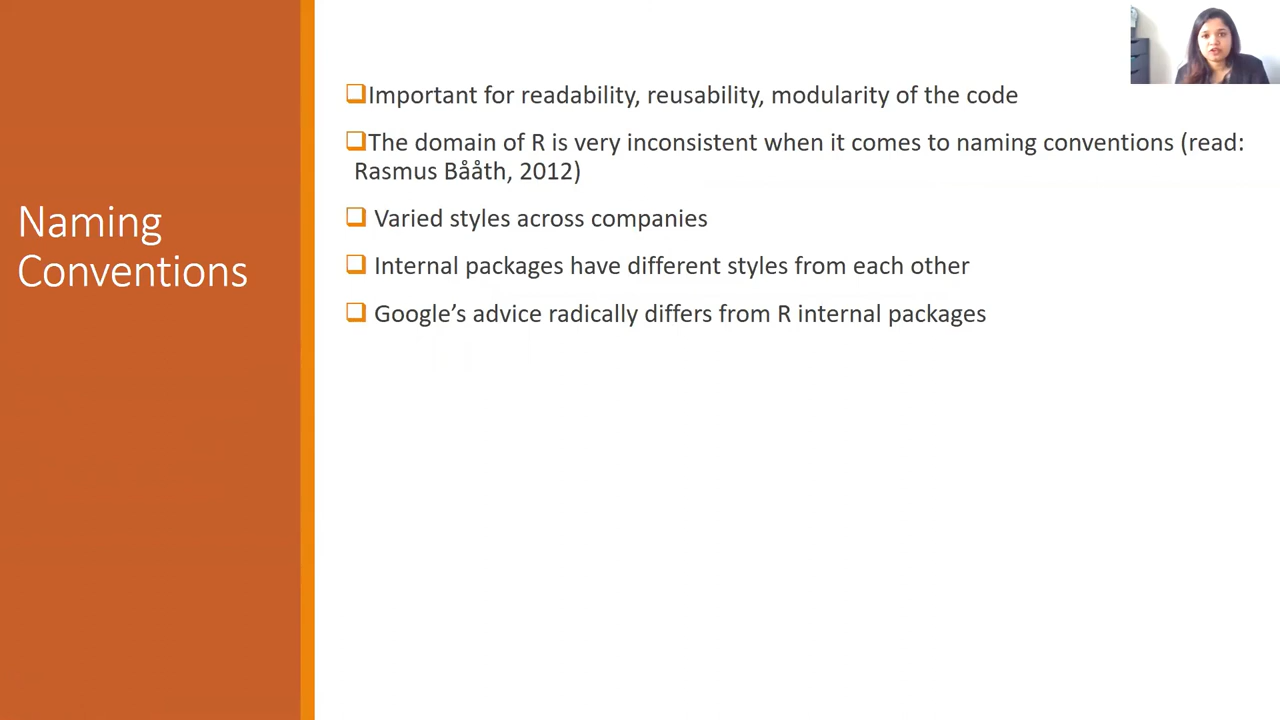 Naming
Conventions
Important for readability, reusability, modularity of the code
The domain of R is very inconsistent when it comes to naming conventions (read:
Rasmus Bååth, 2012)
Varied styles across companies
Internal packages have different styles from each other
Google’s advice radically differs from R internal packages